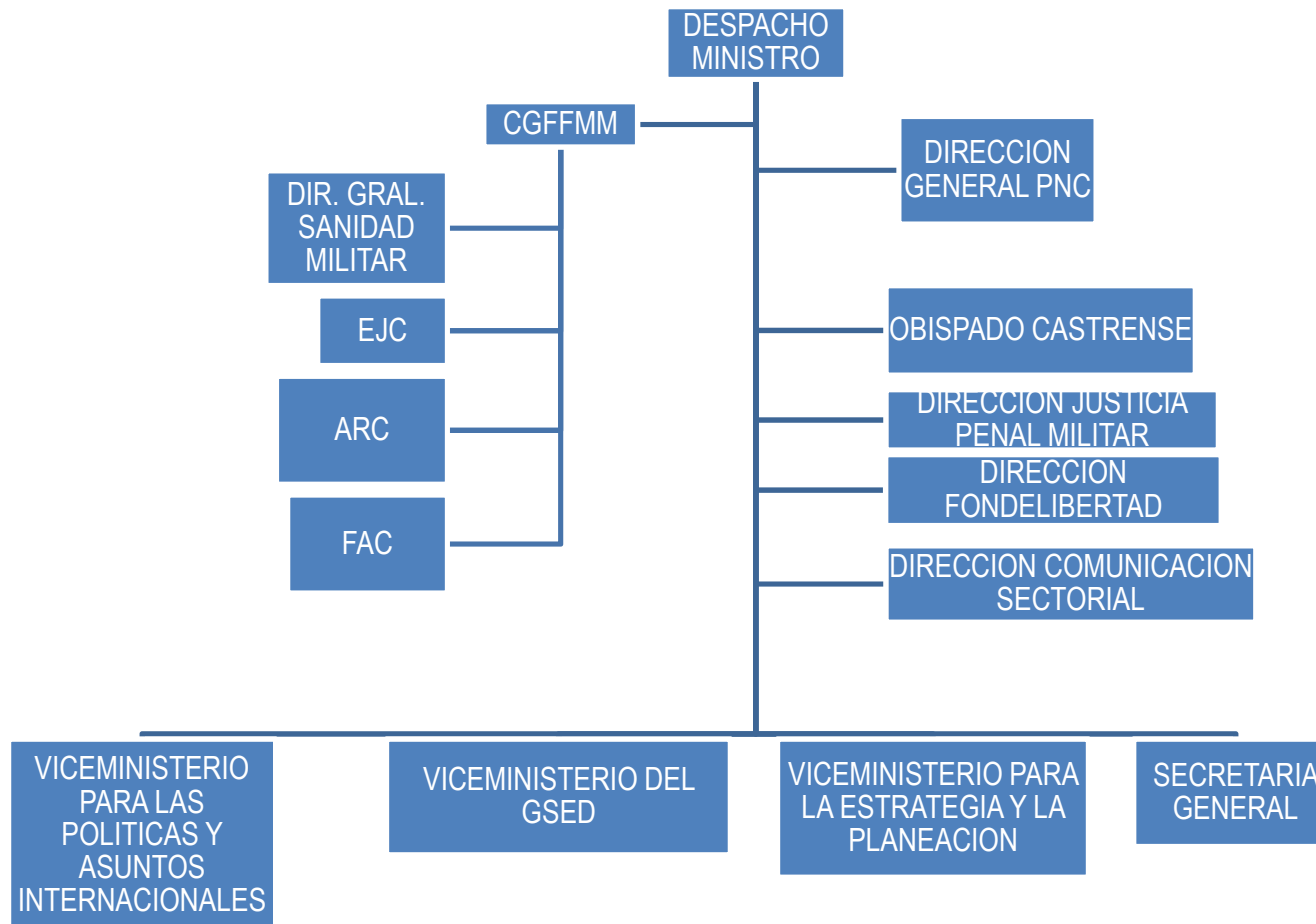 DESPACHO
MINISTRO
CGFFMM
DIRECCION
GENERAL PNC
DIR. GRAL.
SANIDAD
MILITAR
EJC
OBISPADO CASTRENSE
ARC
DIRECCION JUSTICIA
PENAL MILITAR
DIRECCION
FONDELIBERTAD
FAC
DIRECCION COMUNICACION
SECTORIAL
VICEMINISTERIO
PARA LAS
POLITICAS Y
ASUNTOS
INTERNACIONALES
VICEMINISTERIO DEL
GSED
VICEMINISTERIO PARA
LA ESTRATEGIA Y LA
PLANEACION
SECRETARIA
GENERAL